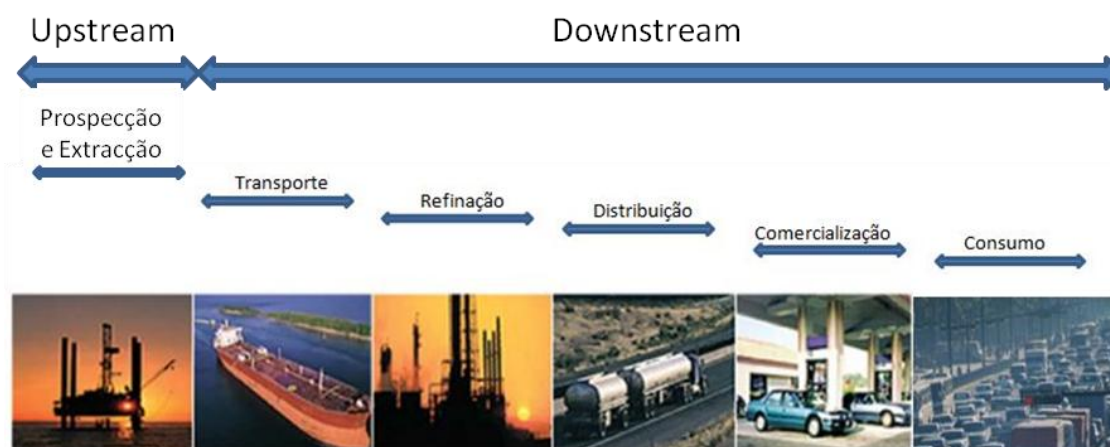 Upstream
Downstream
Prospecção
e Extracção
Transporte
Refinação
Distribuição
Comercialização
Consumo